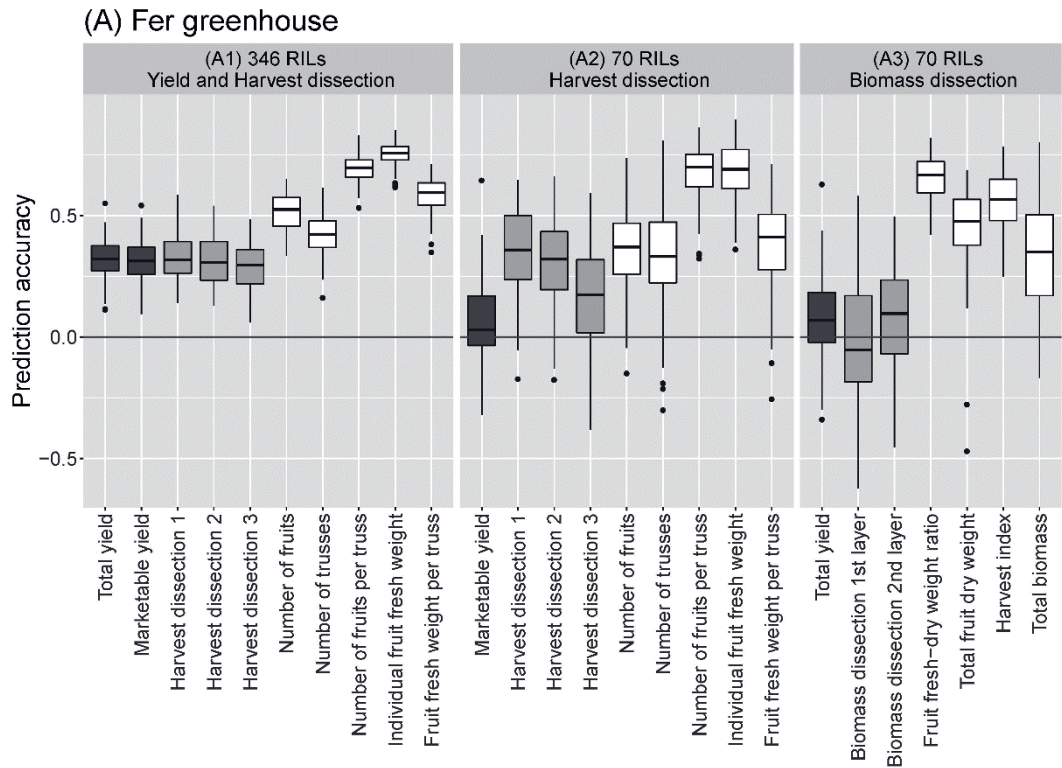 (A) Fer greenhouse
(A1) 346 RILs
Yield and Harvest dissection
(A2) 70 RILs
Harvest dissection
(A3) 70 RILs
Biomass dissection
Prediction accuracy
0.5
0.0
−0.5
Total yield
Marketable yield
Harvest dissection 1
Harvest dissection 2
Harvest dissection 3
Number of fruits
Number of trusses
Number of fruits per truss
Individual fruit fresh weight
Fruit fresh weight per truss
Marketable yield
Harvest dissection 1
Harvest dissection 2
Harvest dissection 3
Number of fruits
Number of trusses
Number of fruits per truss
Individual fruit fresh weight
Fruit fresh weight per truss
Total yield
Biomass dissection 1st layer
Biomass dissection 2nd layer
Fruit fresh−dry weight ratio
Total fruit dry weight
Harvest index
Total biomass